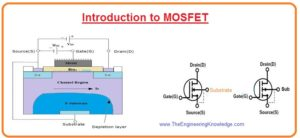 Introduction to MOSFET
Source(S) Gate(G) Drain(D)
Channel Region
Substrate
Depletion layer
Drain(D) Drain(D)
Substrate Sub
Gate(G) Gate(G)
Source(S) Source(S)
www.TheEngineeringKnowledge.com